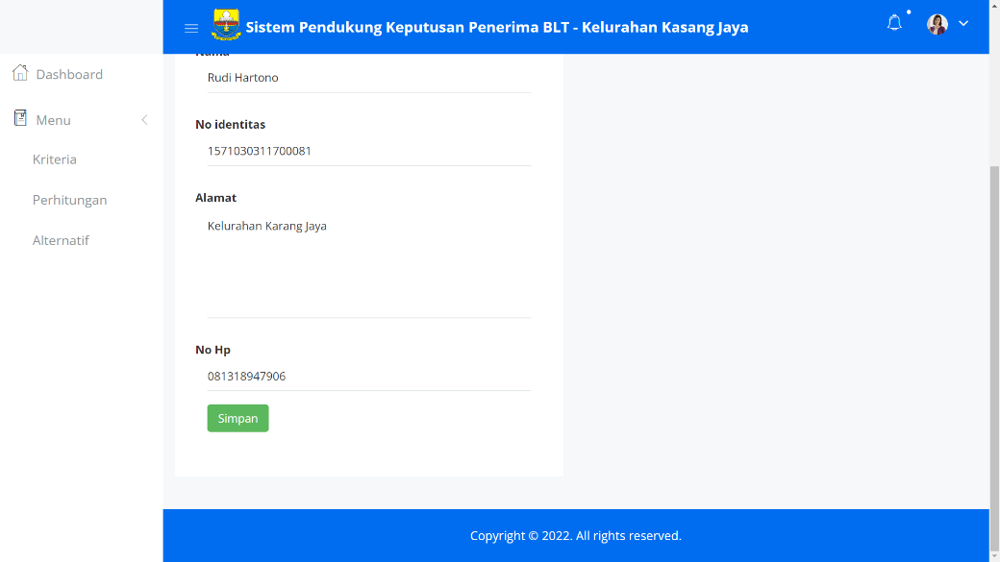 Sistem Pendukung Keputusan Penerima BLT - Kelurahan Kasang Jaya
Dashboard
Menu
Kriteria
Perhitungan
Alternatif
Nama
Rudi Hartono
No identitas
1571030311700081
Alamat
Kelurahan Karang Jaya
No Hp
081318947906
Simpan
Copyright © 2022. All rights reserved.